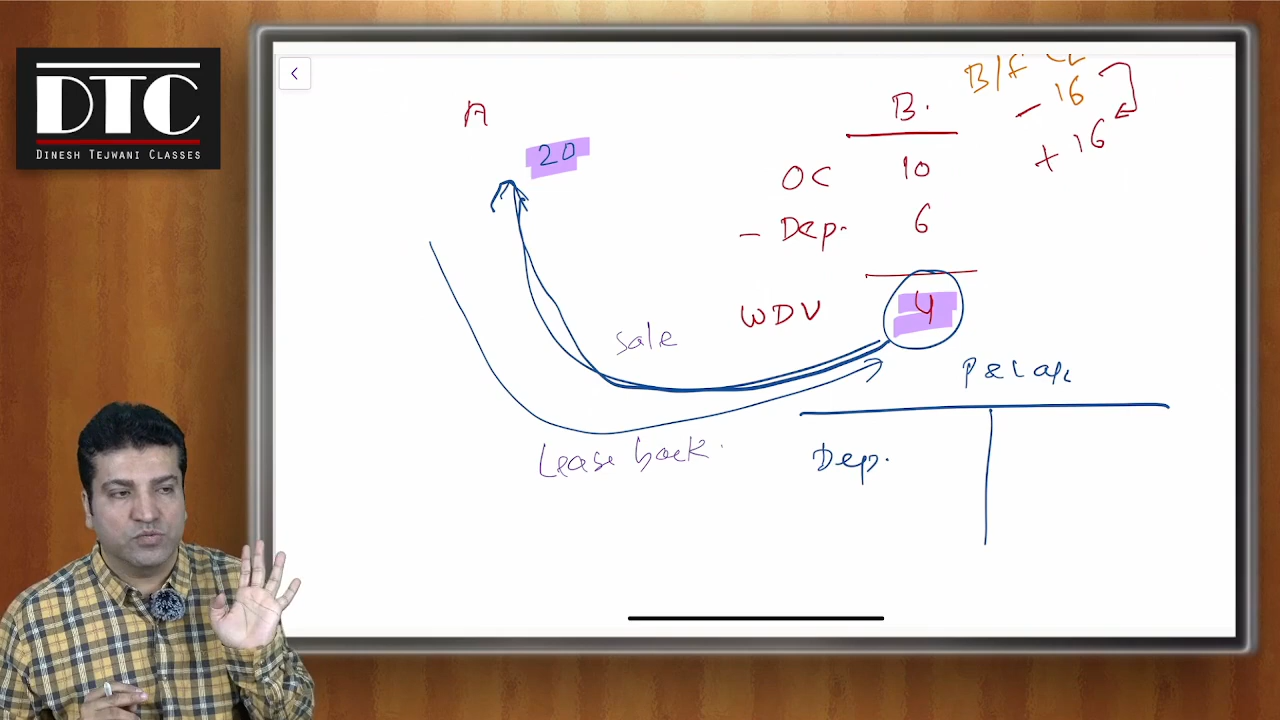 DTC
DINESH TEJWANI CLASSES
A
20
B.
B/f
- 16
+ 16
OC 10
- Dep. 6
WDV 4
Sale
Lease back.
P & L a/c
Dep.